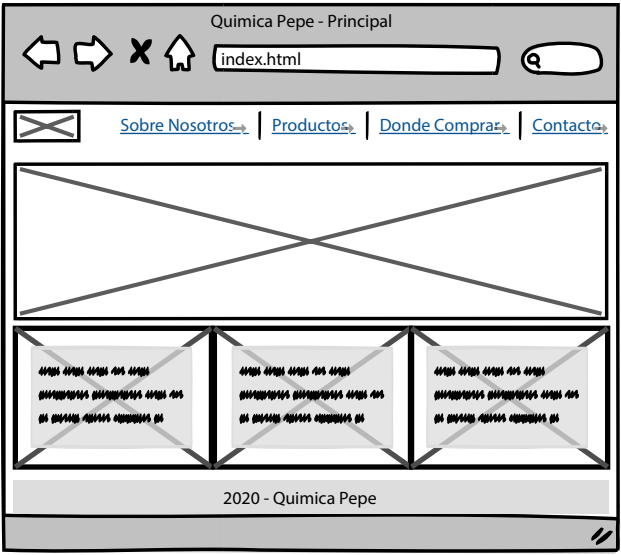 Quimica Pepe - Principal
index.html
Sobre Nosotros Productos Donde Comprar Contacto
2020 - Quimica Pepe